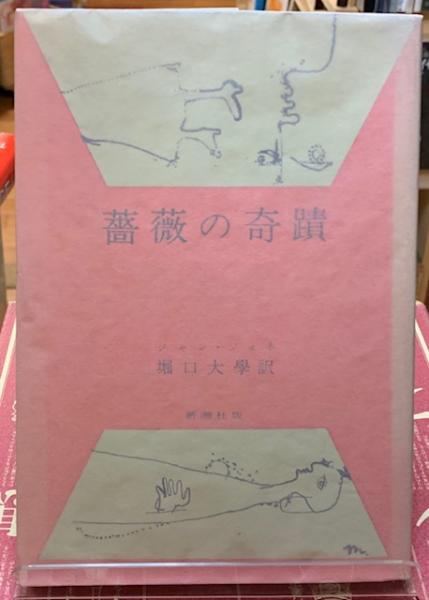 薔薇の奇蹟
ジャン・ジュネ
堀口大學訳
新潮社版
m.